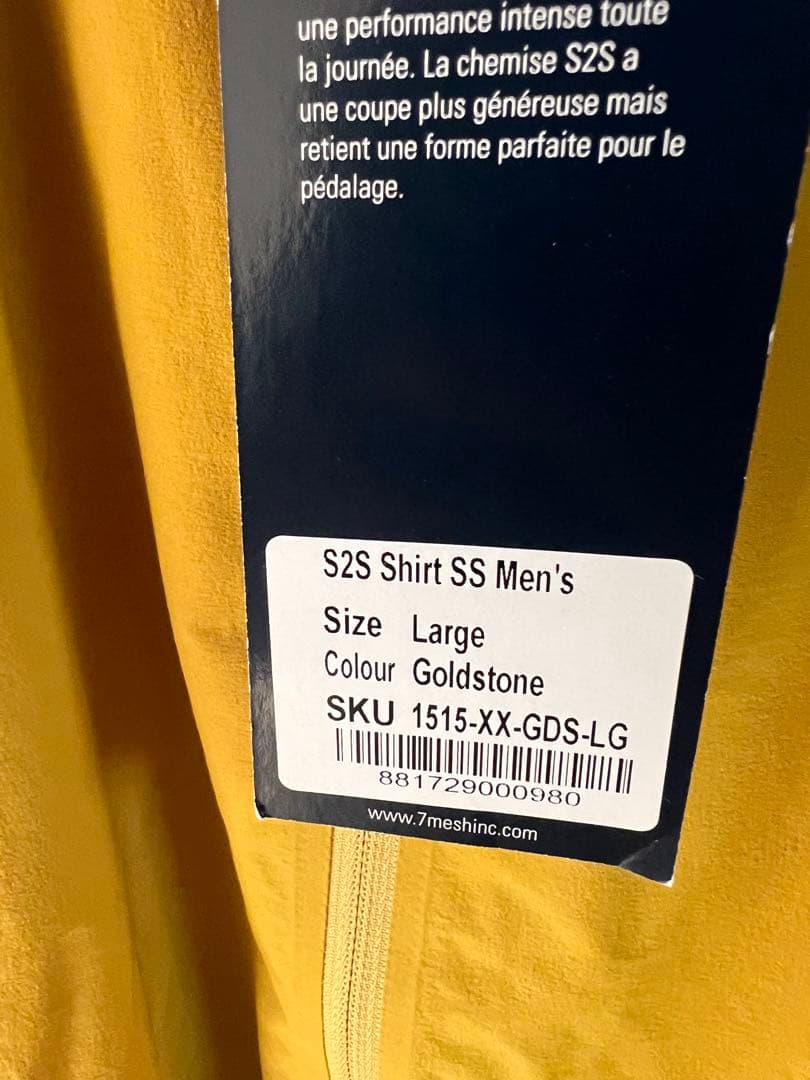 une performance intense toute
la journée. La chemise S2S a
une coupe plus généreuse mais
retient une forme parfaite pour le
pédalage.
S2S Shirt SS Men's
Size Large
Colour Goldstone
SKU 1515-XX-GDS-LG
881729000980
www.7meshinc.com